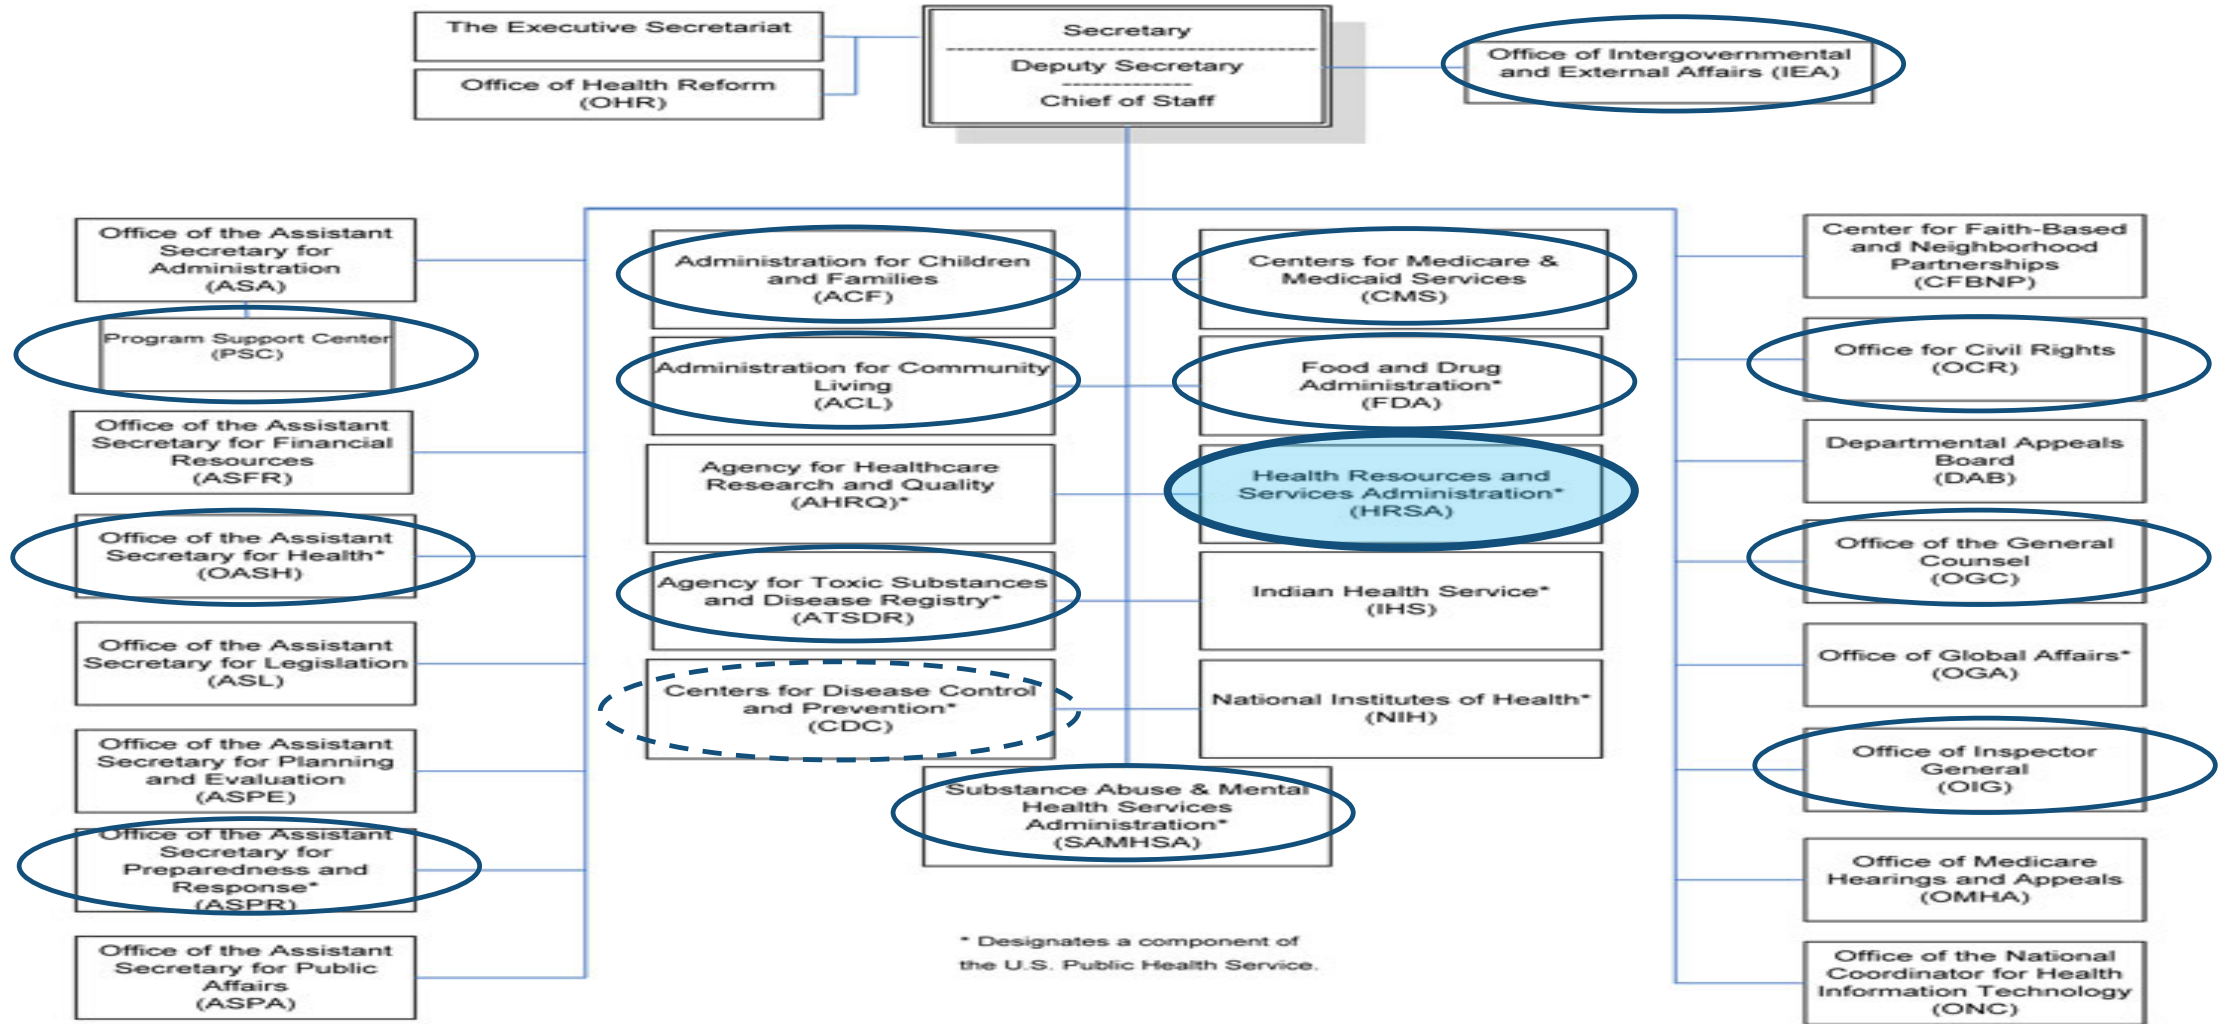 The Executive Secretariat
Office of Health Reform
(OHR)
Secretary
Deputy Secretary
Chief of Staff
Office of Intergovernmental
and External Affairs (IEA)
Office of the Assistant
Secretary for
Administration
(ASA)
Program Support Center
(PSC)
Office of the Assistant
Secretary for Financial
Resources
(ASFR)
Office of the Assistant
Secretary for Health*
(OASH)
Office of the Assistant
Secretary for Legislation
(ASL)
Office of the Assistant
Secretary for Planning
and Evaluation
(ASPE)
Office of the Assistant
Secretary for
Preparedness and
Response*
(ASPR)
Office of the Assistant
Secretary for Public
Affairs
(ASPA)
Administration for Children
and Families
(ACF)
Administration for Community
Living
(ACL)
Agency for Healthcare
Research and Quality
(AHRQ)*
Agency for Toxic Substances
and Disease Registry*
(ATSDR)
Centers for Disease Control
and Prevention*
(CDC)
Centers for Medicare &
Medicaid Services
(CMS)
Food and Drug
Administration*
(FDA)
Health Resources and
Services Administration*
(HRSA)
Indian Health Service*
(IHS)
National Institutes of Health*
(NIH)
Substance Abuse & Mental
Health Services
Administration*
(SAMHSA)
* Designates a component of
the U.S. Public Health Service.
Center for Faith-Based
and Neighborhood
Partnerships
(CFBNP)
Office for Civil Rights
(OCR)
Departmental Appeals
Board
(DAB)
Office of the General
Counsel
(OGC)
Office of Global Affairs*
(OGA)
Office of Inspector
General
(OIG)
Office of Medicare
Hearings and Appeals
(OMHA)
Office of the National
Coordinator for Health
Information Technology
(ONC)